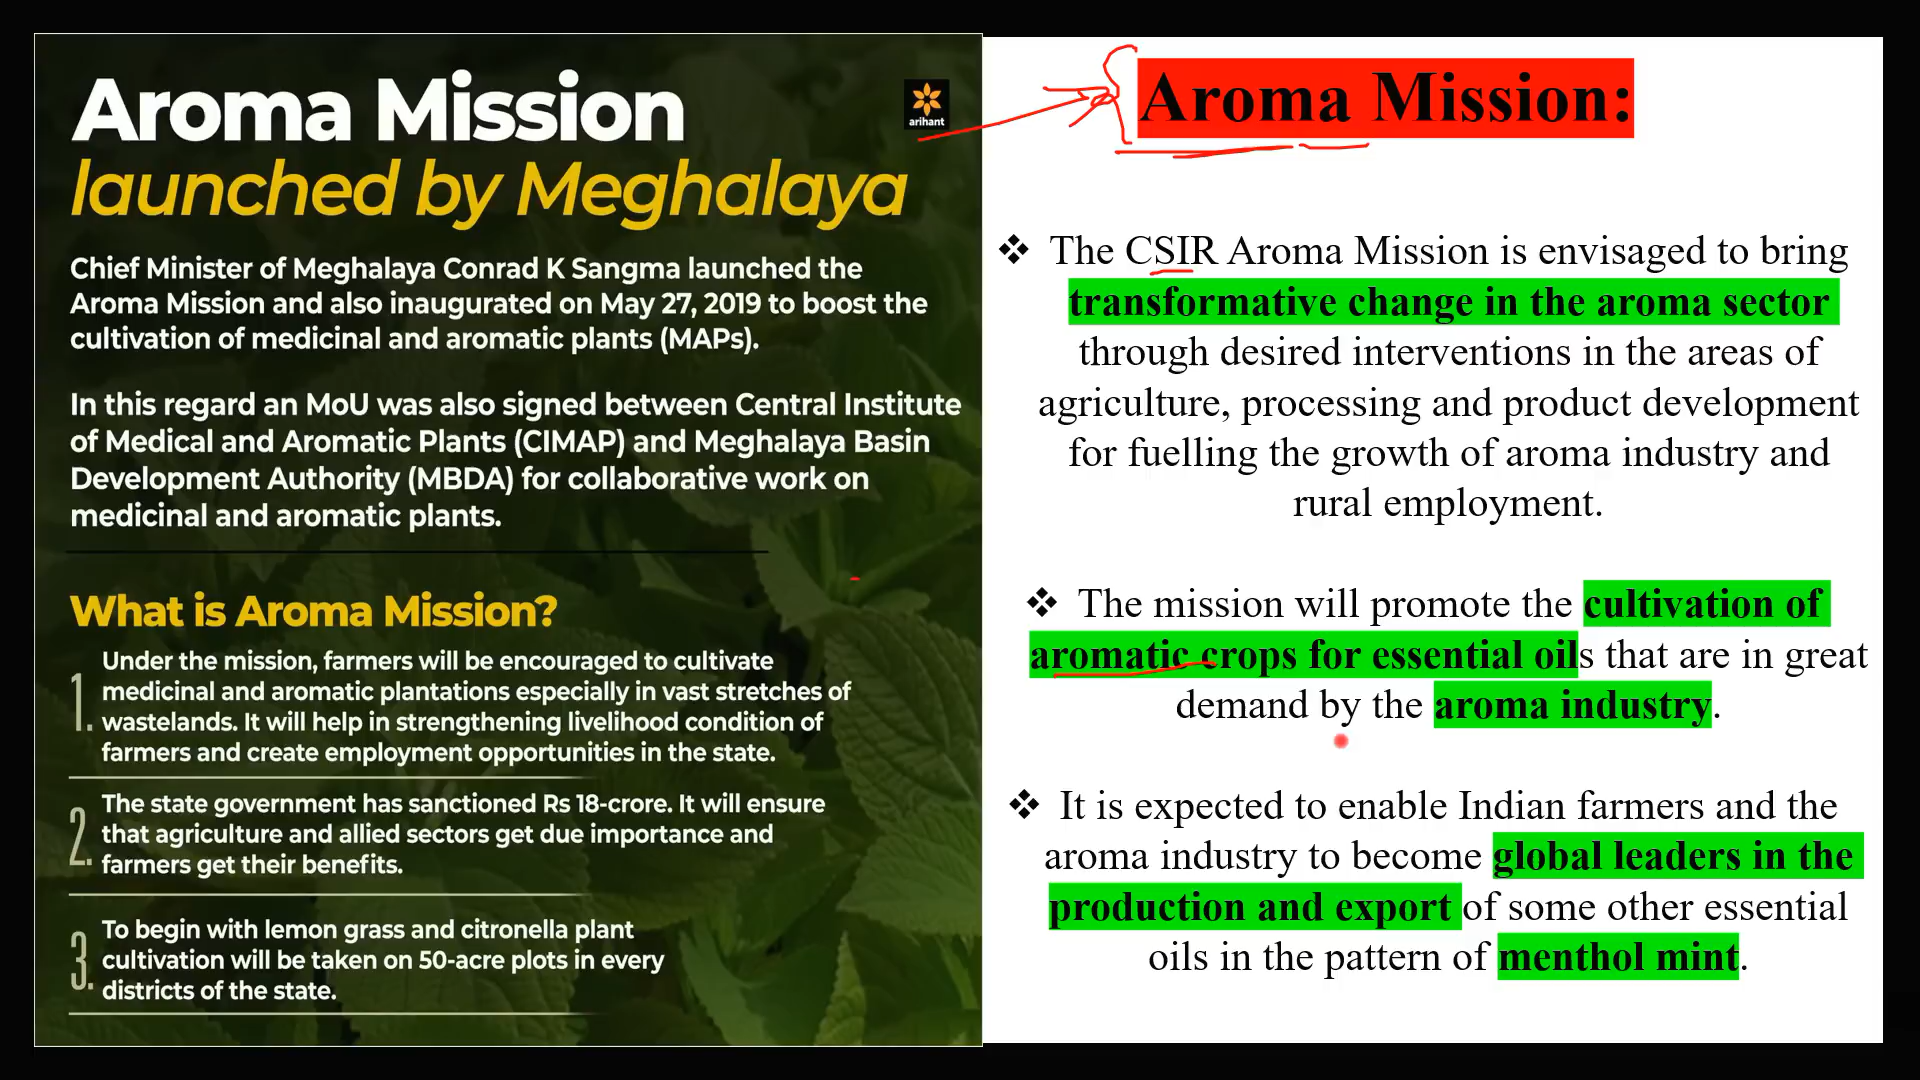 Aroma Mission
launched by Meghalaya
arihant
Chief Minister of Meghalaya Conrad K Sangma launched the
Aroma Mission and also inaugurated on May 27, 2019 to boost the
cultivation of medicinal and aromatic plants (MAPs).
In this regard an MoU was also signed between Central Institute
of Medical and Aromatic Plants (CIMAP) and Meghalaya Basin
Development Authority (MBDA) for collaborative work on
medicinal and aromatic plants.
What is Aroma Mission?
1. Under the mission, farmers will be encouraged to cultivate
medicinal and aromatic plantations especially in vast stretches of
wastelands. It will help in strengthening livelihood condition of
farmers and create employment opportunities in the state.
2. The state government has sanctioned Rs 18-crore. It will ensure
that agriculture and allied sectors get due importance and
farmers get their benefits.
3. To begin with lemon grass and citronella plant
cultivation will be taken on 50-acre plots in every
districts of the state.
Aroma Mission:
❖ The CSIR Aroma Mission is envisaged to bring
transformative change in the aroma sector
through desired interventions in the areas of
agriculture, processing and product development
for fuelling the growth of aroma industry and
rural employment.
❖ The mission will promote the cultivation of
aromatic crops for essential oils that are in great
demand by the aroma industry.
❖ It is expected to enable Indian farmers and the
aroma industry to become global leaders in the
production and export of some other essential
oils in the pattern of menthol mint.